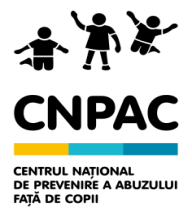 CNPAC
CENTRUL NAȚIONAL
DE PREVENIRE A ABUZULUI
FAȚĂ DE COPII